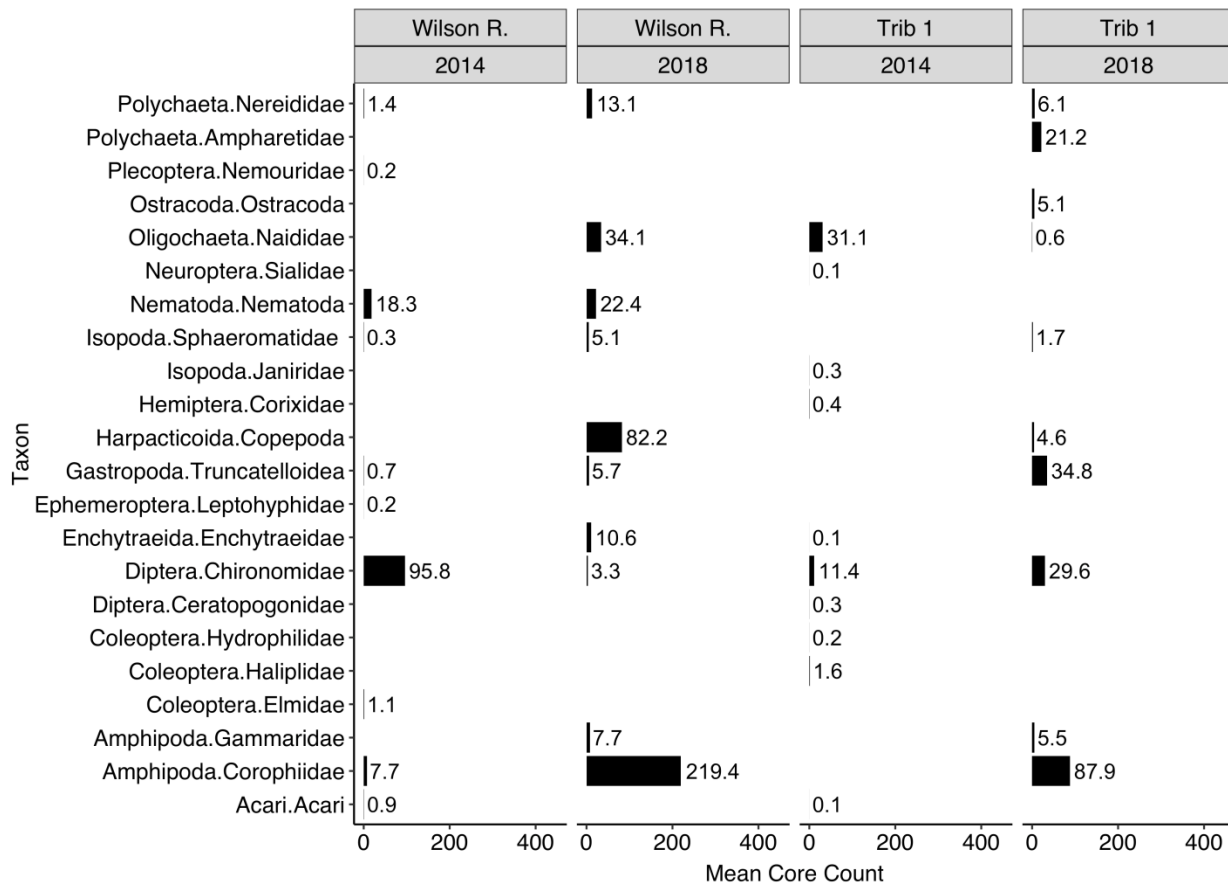 Wilson R. Wilson R. Trib 1 Trib 1
2014 2018 2014 2018
Taxon
Polychaeta.Nereididae 1.4 13.1 6.1
Polychaeta.Ampharetidae 21.2
Plecoptera.Nemouridae 0.2
Ostracoda.Ostracoda 5.1
Oligochaeta.Naididae 34.1 31.1 0.6
Neuroptera.Sialidae 0.1
Nematoda.Nematoda 18.3 22.4
Isopoda.Sphaeromatidae 0.3 5.1 1.7
Isopoda.Janiridae 0.3
Hemiptera.Corixidae 0.4
Harpacticoida.Copepoda 82.2 4.6
Gastropoda.Truncatelloidea 0.7 5.7 34.8
Ephemeroptera.Leptohyphidae 0.2
Enchytraeida.Enchytraeidae 10.6 0.1
Diptera.Chironomidae 95.8 3.3 11.4 29.6
Diptera.Ceratopogonidae 0.3
Coleoptera.Hydrophilidae 0.2
Coleoptera.Haliplidae 1.6
Coleoptera.Elmidae 1.1
Amphipoda.Gammaridae 7.7 5.5
Amphipoda.Corophiidae 7.7 219.4 87.9
Acari.Acari 0.9 0.1
0 200 400 0 200 400 0 200 400 0 200 400
Mean Core Count